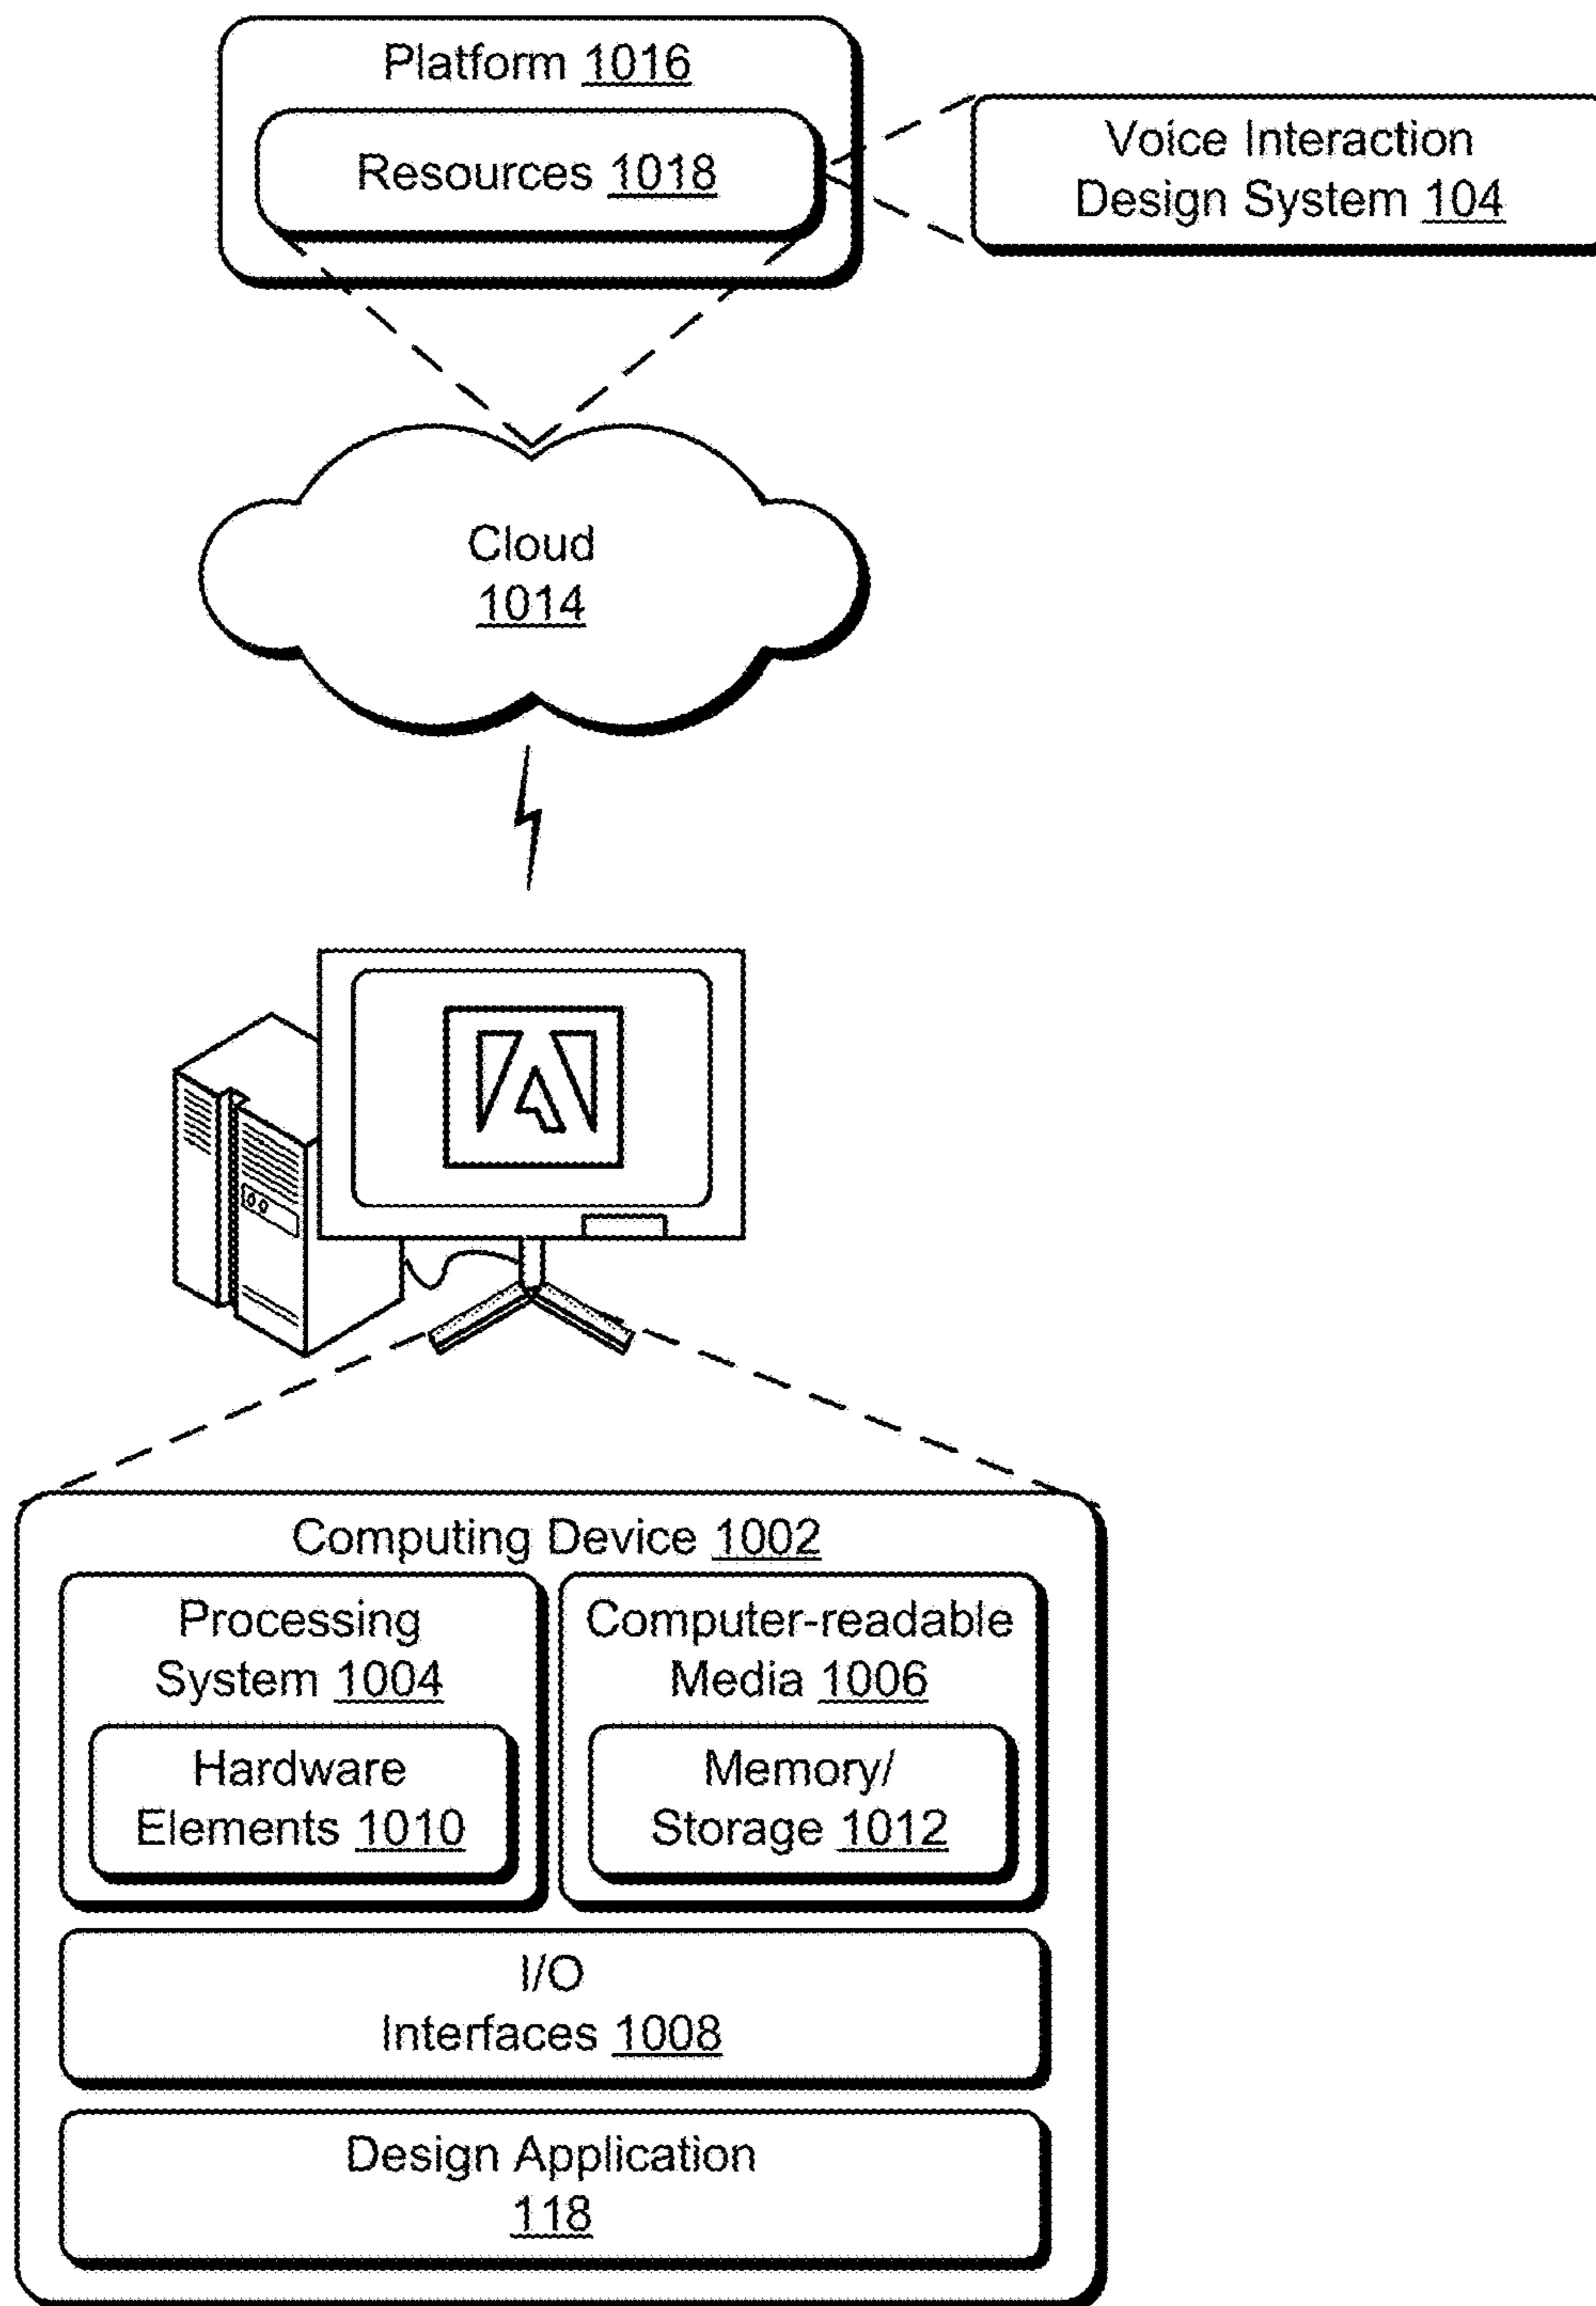 Platform 1016
Resources 1018
Voice Interaction
Design System 104
Cloud
1014
Computing Device 1002
Processing
System 1004
Hardware
Elements 1010
Computer-readable
Media 1006
Memory/
Storage 1012
I/O
Interfaces 1008
Design Application
118